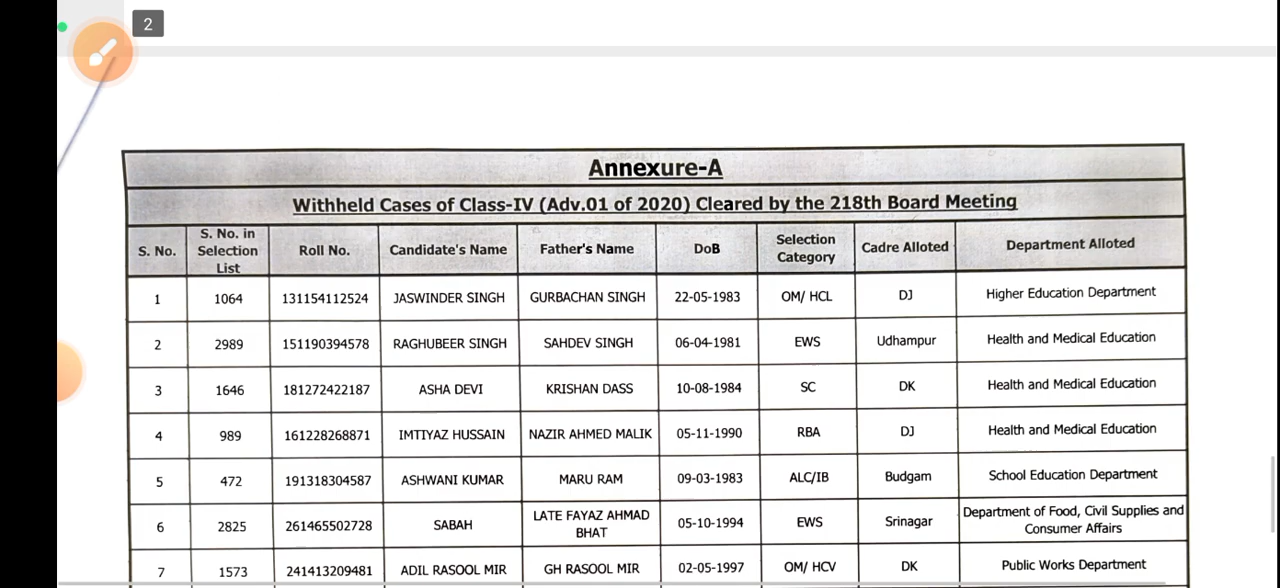 2
Annexure-A
Withheld Cases of Class-IV (Adv.01 of 2020) Cleared by the 218th Board Meeting
S. No. S. No. in Selection List Roll No. Candidate's Name Father's Name DoB Selection Category Cadre Alloted Department Alloted
1 1064 131154112524 JASWINDER SINGH GURBACHAN SINGH 22-05-1983 OM/ HCL DJ Higher Education Department
2 2989 151190394578 RAGHUBEER SINGH SAHDEV SINGH 06-04-1981 EWS Udhampur Health and Medical Education
3 1646 181272422187 ASHA DEVI KRISHAN DASS 10-08-1984 SC DK Health and Medical Education
4 989 161228268871 IMTIYAZ HUSSAIN NAZIR AHMED MALIK 05-11-1990 RBA DJ Health and Medical Education
5 472 191318304587 ASHWANI KUMAR MARU RAM 09-03-1983 ALC/IB Budgam School Education Department
6 2825 261465502728 SABAH LATE FAYAZ AHMAD BHAT 05-10-1994 EWS Srinagar Department of Food, Civil Supplies and Consumer Affairs
7 1573 241413209481 ADIL RASOOL MIR GH RASOOL MIR 02-05-1997 OM/ HCV DK Public Works Department